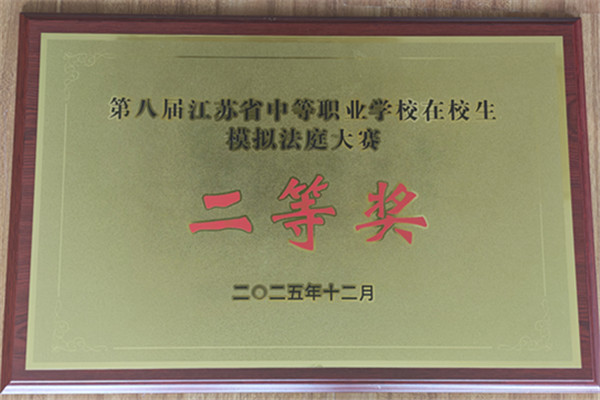 第八届江苏省中等职业学校在校生
模拟法庭大赛
二等奖
二〇二五年十二月